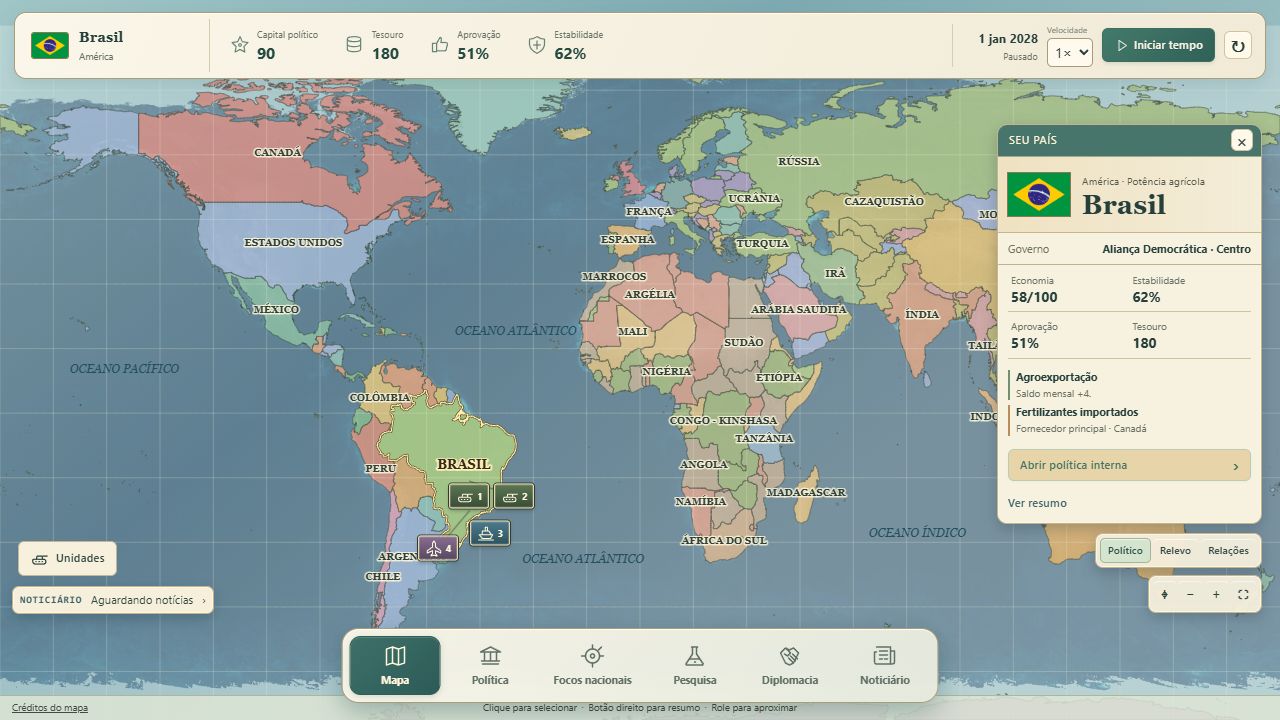 Brasil
América
Capital político
90
Tesouro
180
Aprovação
51%
Estabilidade
62%
1 jan 2028
Pausado
Velocidade
1×
Iniciar tempo
SEU PAÍS
América · Potência agrícola
Brasil
Governo
Aliança Democrática · Centro
Economia
58/100
Estabilidade
62%
Aprovação
51%
Tesouro
180
Agroexportação
Saldo mensal +4.
Fertilizantes importados
Fornecedor principal · Canadá
Abrir política interna
Ver resumo
CANADÁ
RÚSSIA
UCRÂNIA
CAZAQUISTÃO
FRANÇA
MO
ESTADOS UNIDOS
ESPANHA
TURQUIA
MARROCOS
IRÃ
ARGÉLIA
MÉXICO
ARÁBIA SAUDITA
ÍNDIA
OCEANO ATLÂNTICO
MALI
SUDÃO
TAILÂ
OCEANO PACÍFICO
NIGÉRIA
ETIÓPIA
COLÔMBIA
INDO
CONGO - KINSHASA
TANZÂNIA
BRASIL
PERU
ANGOLA
1
2
NAMÍBIA
MADAGASCAR
3
OCEANO ÍNDICO
ÁFRICA DO SUL
4
ARGEN
OCEANO ATLÂNTICO
CHILE
Unidades
NOTICIÁRIO Aguardando notícias ›
Político
Relevo
Relações
Mapa
Política
Focos nacionais
Pesquisa
Diplomacia
Noticiário
Créditos do mapa
Clique para selecionar · Botão direito para resumo · Role para aproximar